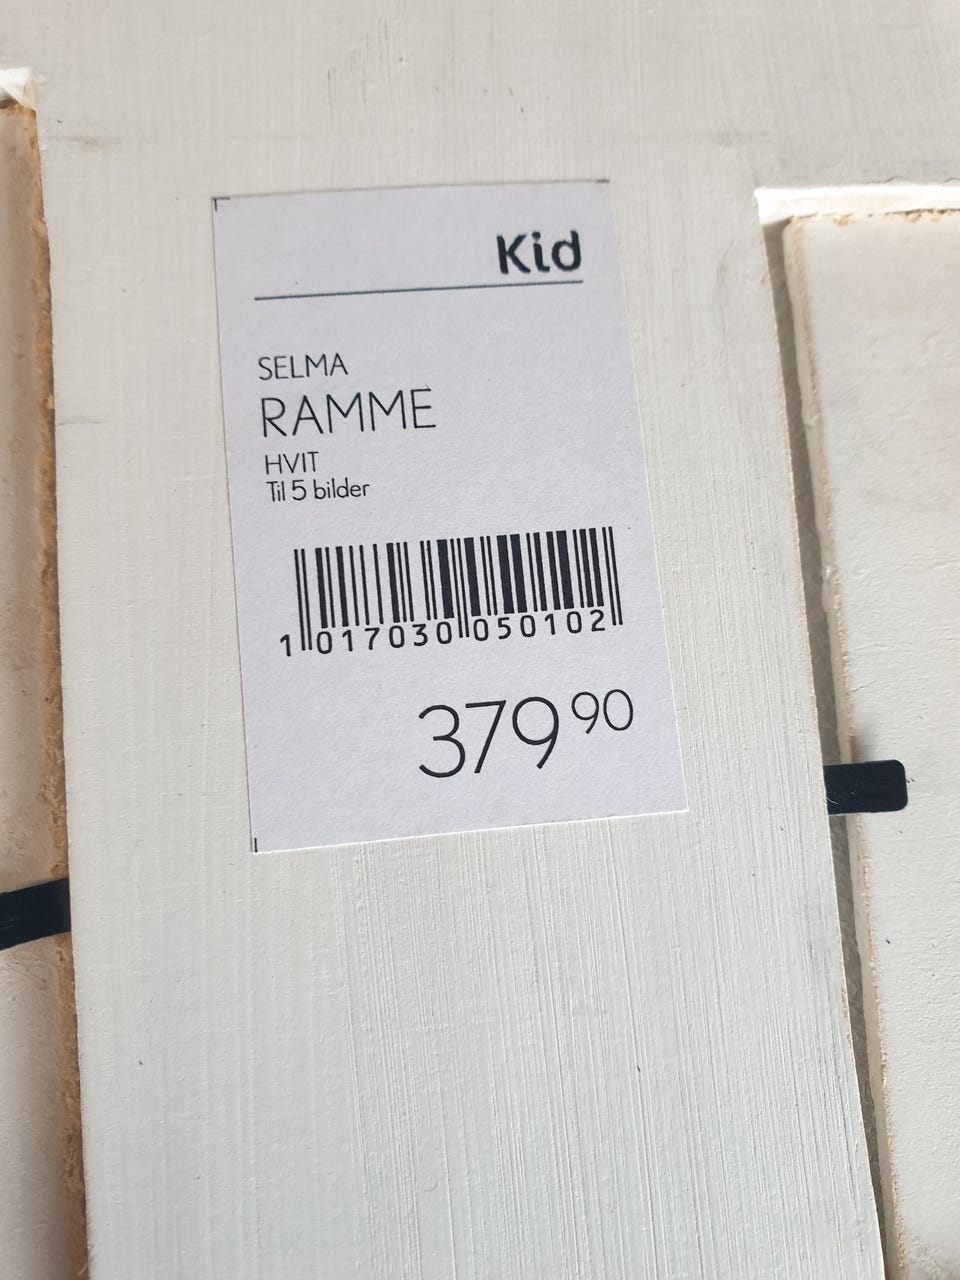 Kid
SELMA
RAMME
HVIT
Til 5 bilder
1 017030 050102
379 90